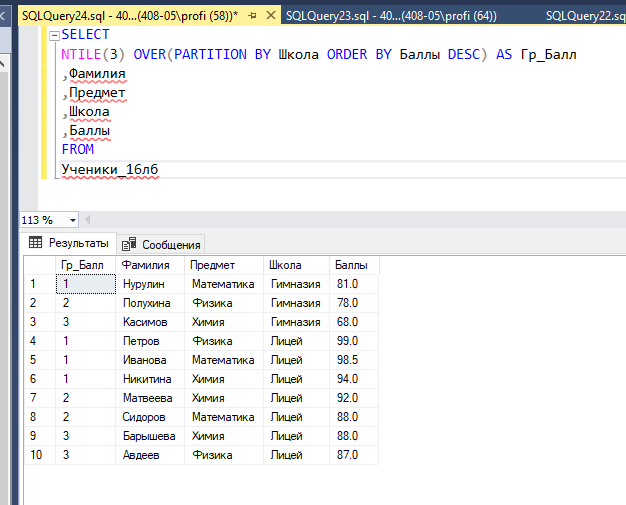 SQLQuery24.sql - 40...(408-05\profi (58))* SQLQuery23.sql - 40...(408-05\profi (64)) SQLQuery22.sql
SELECT
NTILE(3) OVER(PARTITION BY Школа ORDER BY Баллы DESC) AS Гр_Балл
,Фамилия
,Предмет
,Школа
,Баллы
FROM
Ученики_16лб
113 %
Результаты Сообщения
Гр_Балл Фамилия Предмет Школа Баллы
1 1 Нурулин Математика Гимназия 81.0
2 2 Полухина Физика Гимназия 78.0
3 3 Касимов Химия Гимназия 68.0
4 1 Петров Физика Лицей 99.0
5 1 Иванова Математика Лицей 98.5
6 1 Никитина Химия Лицей 94.0
7 2 Матвеева Химия Лицей 92.0
8 2 Сидоров Математика Лицей 88.0
9 3 Барышева Химия Лицей 88.0
10 3 Авдеев Физика Лицей 87.0